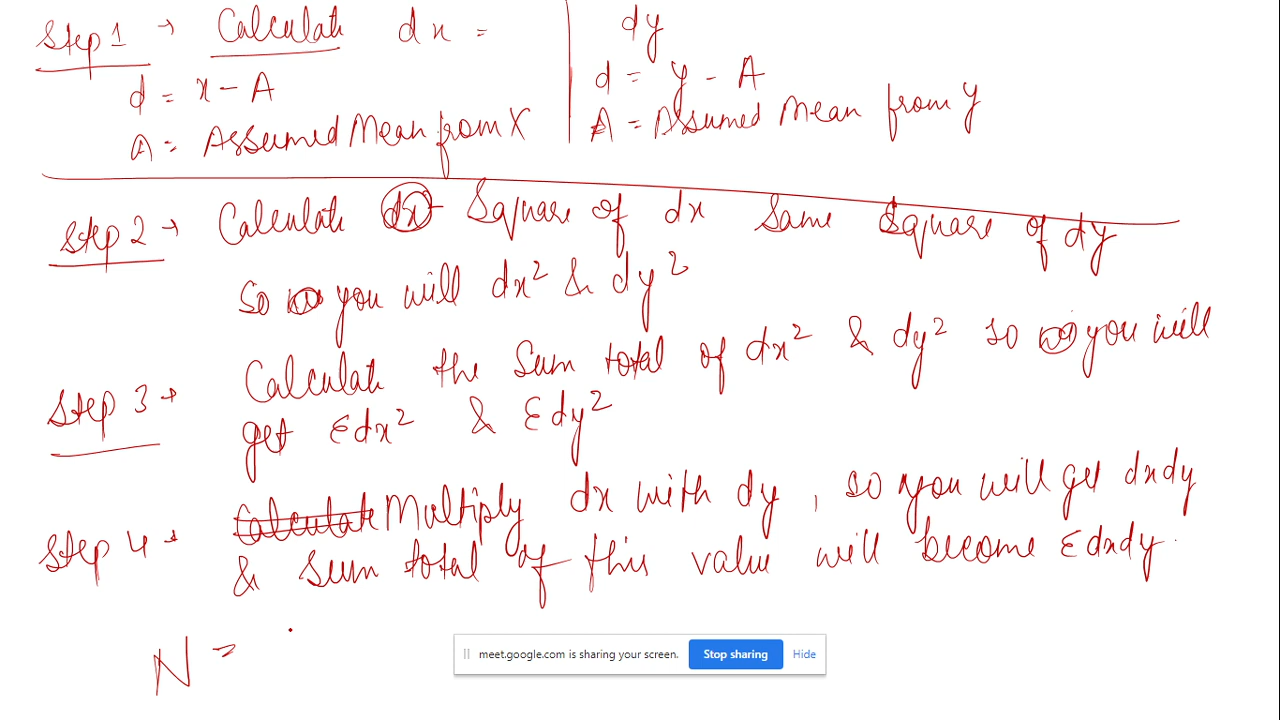 Step 1 → Calculate dx =
d = x - A
A = Assumed Mean from X
dy
d = y - A
A = Assumed Mean from y
Step 2 → Calculate dx Square of dx Same Square of dy
So you will dx² & dy²
Step 3 → Calculate the Sum total of dx² & dy² so you will
get Σdx² & Σdy²
Step 4 → Calculate Multiply dx with dy, so you will get dxdy
& Sum total of this value will become Σdxdy.
N =
meet.google.com is sharing your screen. Stop sharing Hide